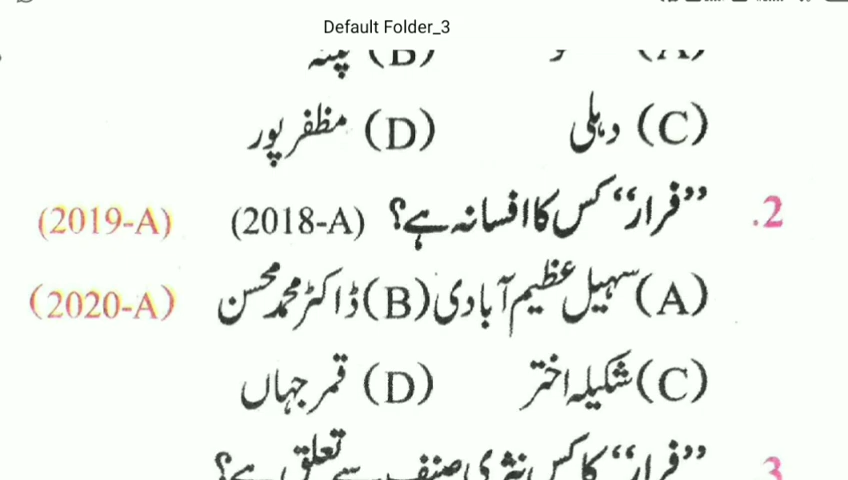 Default Folder_3
(B) پٹنہ
(C) دہلی (D) مظفر پور
2. ”فرار“ کس کا افسانہ ہے؟ (2018-A) (2019-A)
(A) سہیل عظیم آبادی (B) ڈاکٹر محمد محسن (2020-A)
(C) شکیلہ اختر (D) قمر جہاں
3. ”فرار“ کا کس نثری صنف سے تعلق ہے؟